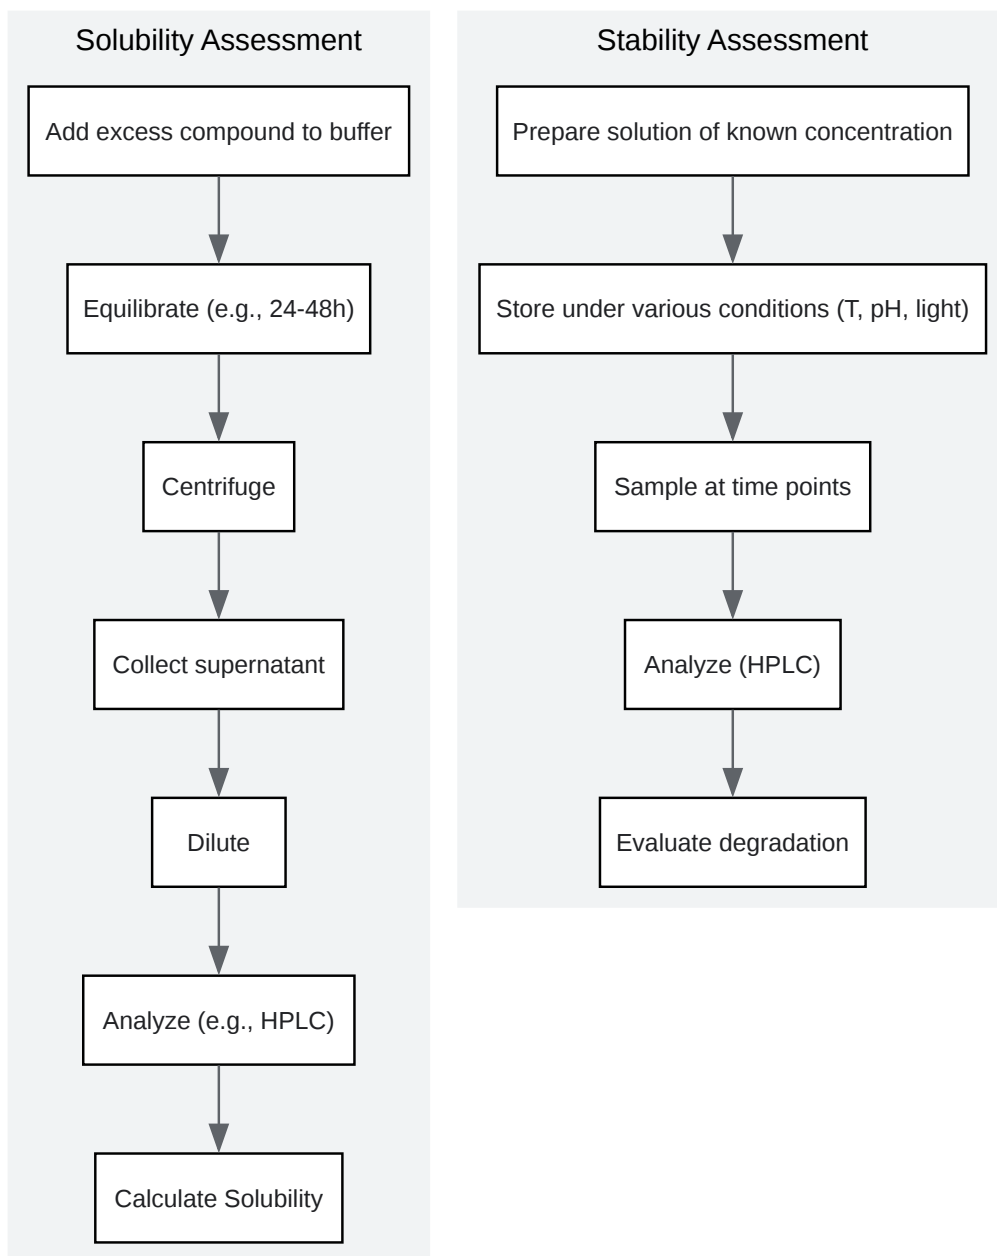 Solubility Assessment
Add excess compound to buffer
Equilibrate (e.g., 24-48h)
Centrifuge
Collect supernatant
Dilute
Analyze (e.g., HPLC)
Calculate Solubility
Stability Assessment
Prepare solution of known concentration
Store under various conditions (T, pH, light)
Sample at time points
Analyze (HPLC)
Evaluate degradation